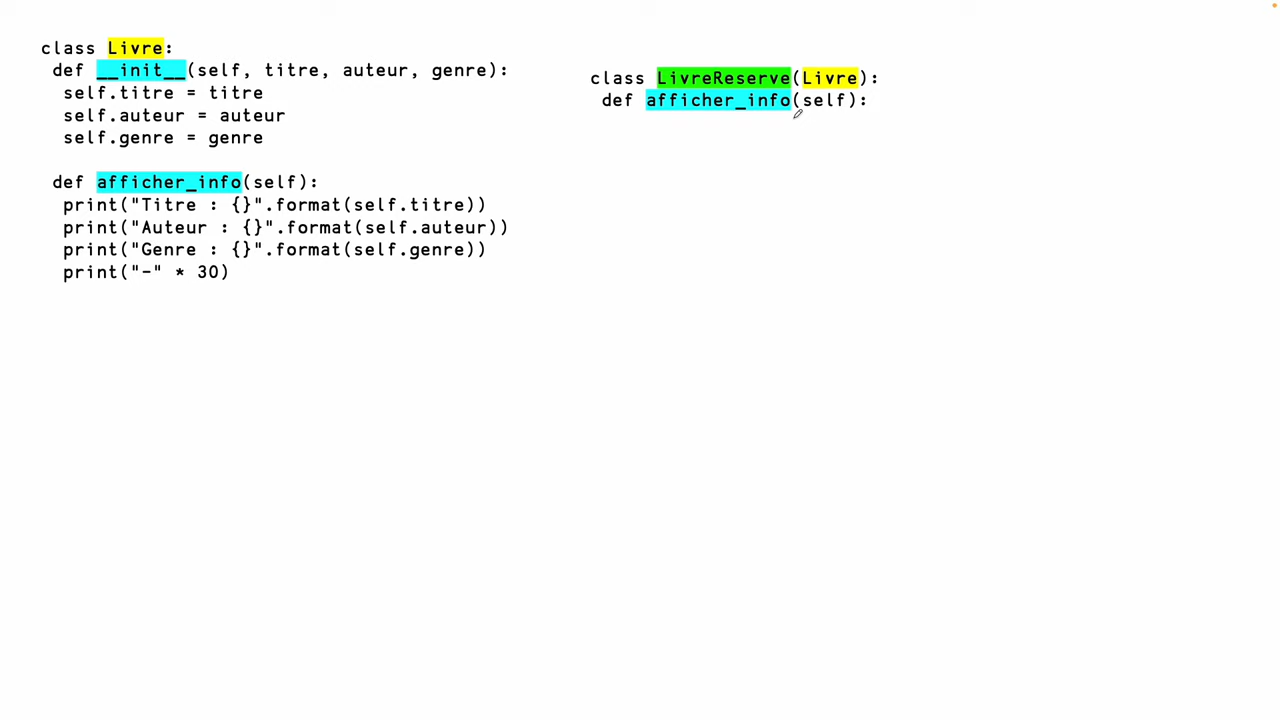 class Livre:
def __init__(self, titre, auteur, genre):
self.titre = titre
self.auteur = auteur
self.genre = genre
def afficher_info(self):
print("Titre : {}".format(self.titre))
print("Auteur : {}".format(self.auteur))
print("Genre : {}".format(self.genre))
print("-" * 30)
class LivreReserve(Livre):
def afficher_info(self):